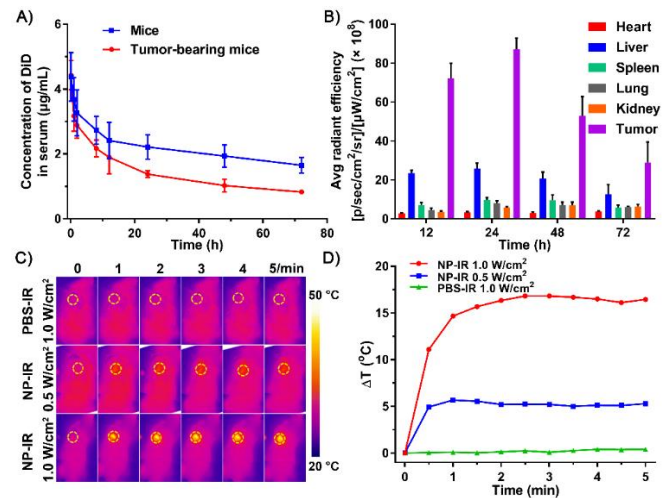 A)
Mice
Tumor-bearing mice
Concentration of DiD
in serum (µg/mL)
6
4
2
0
0 20 40 60 80
Time (h)
B)
Avg radiant efficiency
[p/sec/cm²/sr]/[µW/cm²] (× 10⁸)
100
80
60
40
20
0
Heart
Liver
Spleen
Lung
Kidney
Tumor
12 24 48 72
Time (h)
C)
0 1 2 3 4 5/min
PBS-IR
1.0 W/cm²
NP-IR
0.5 W/cm²
NP-IR
1.0 W/cm²
50 °C
20 °C
D)
NP-IR 1.0 W/cm²
NP-IR 0.5 W/cm²
PBS-IR 1.0 W/cm²
ΔT (°C)
20
15
10
5
0
0 1 2 3 4 5
Time (min)